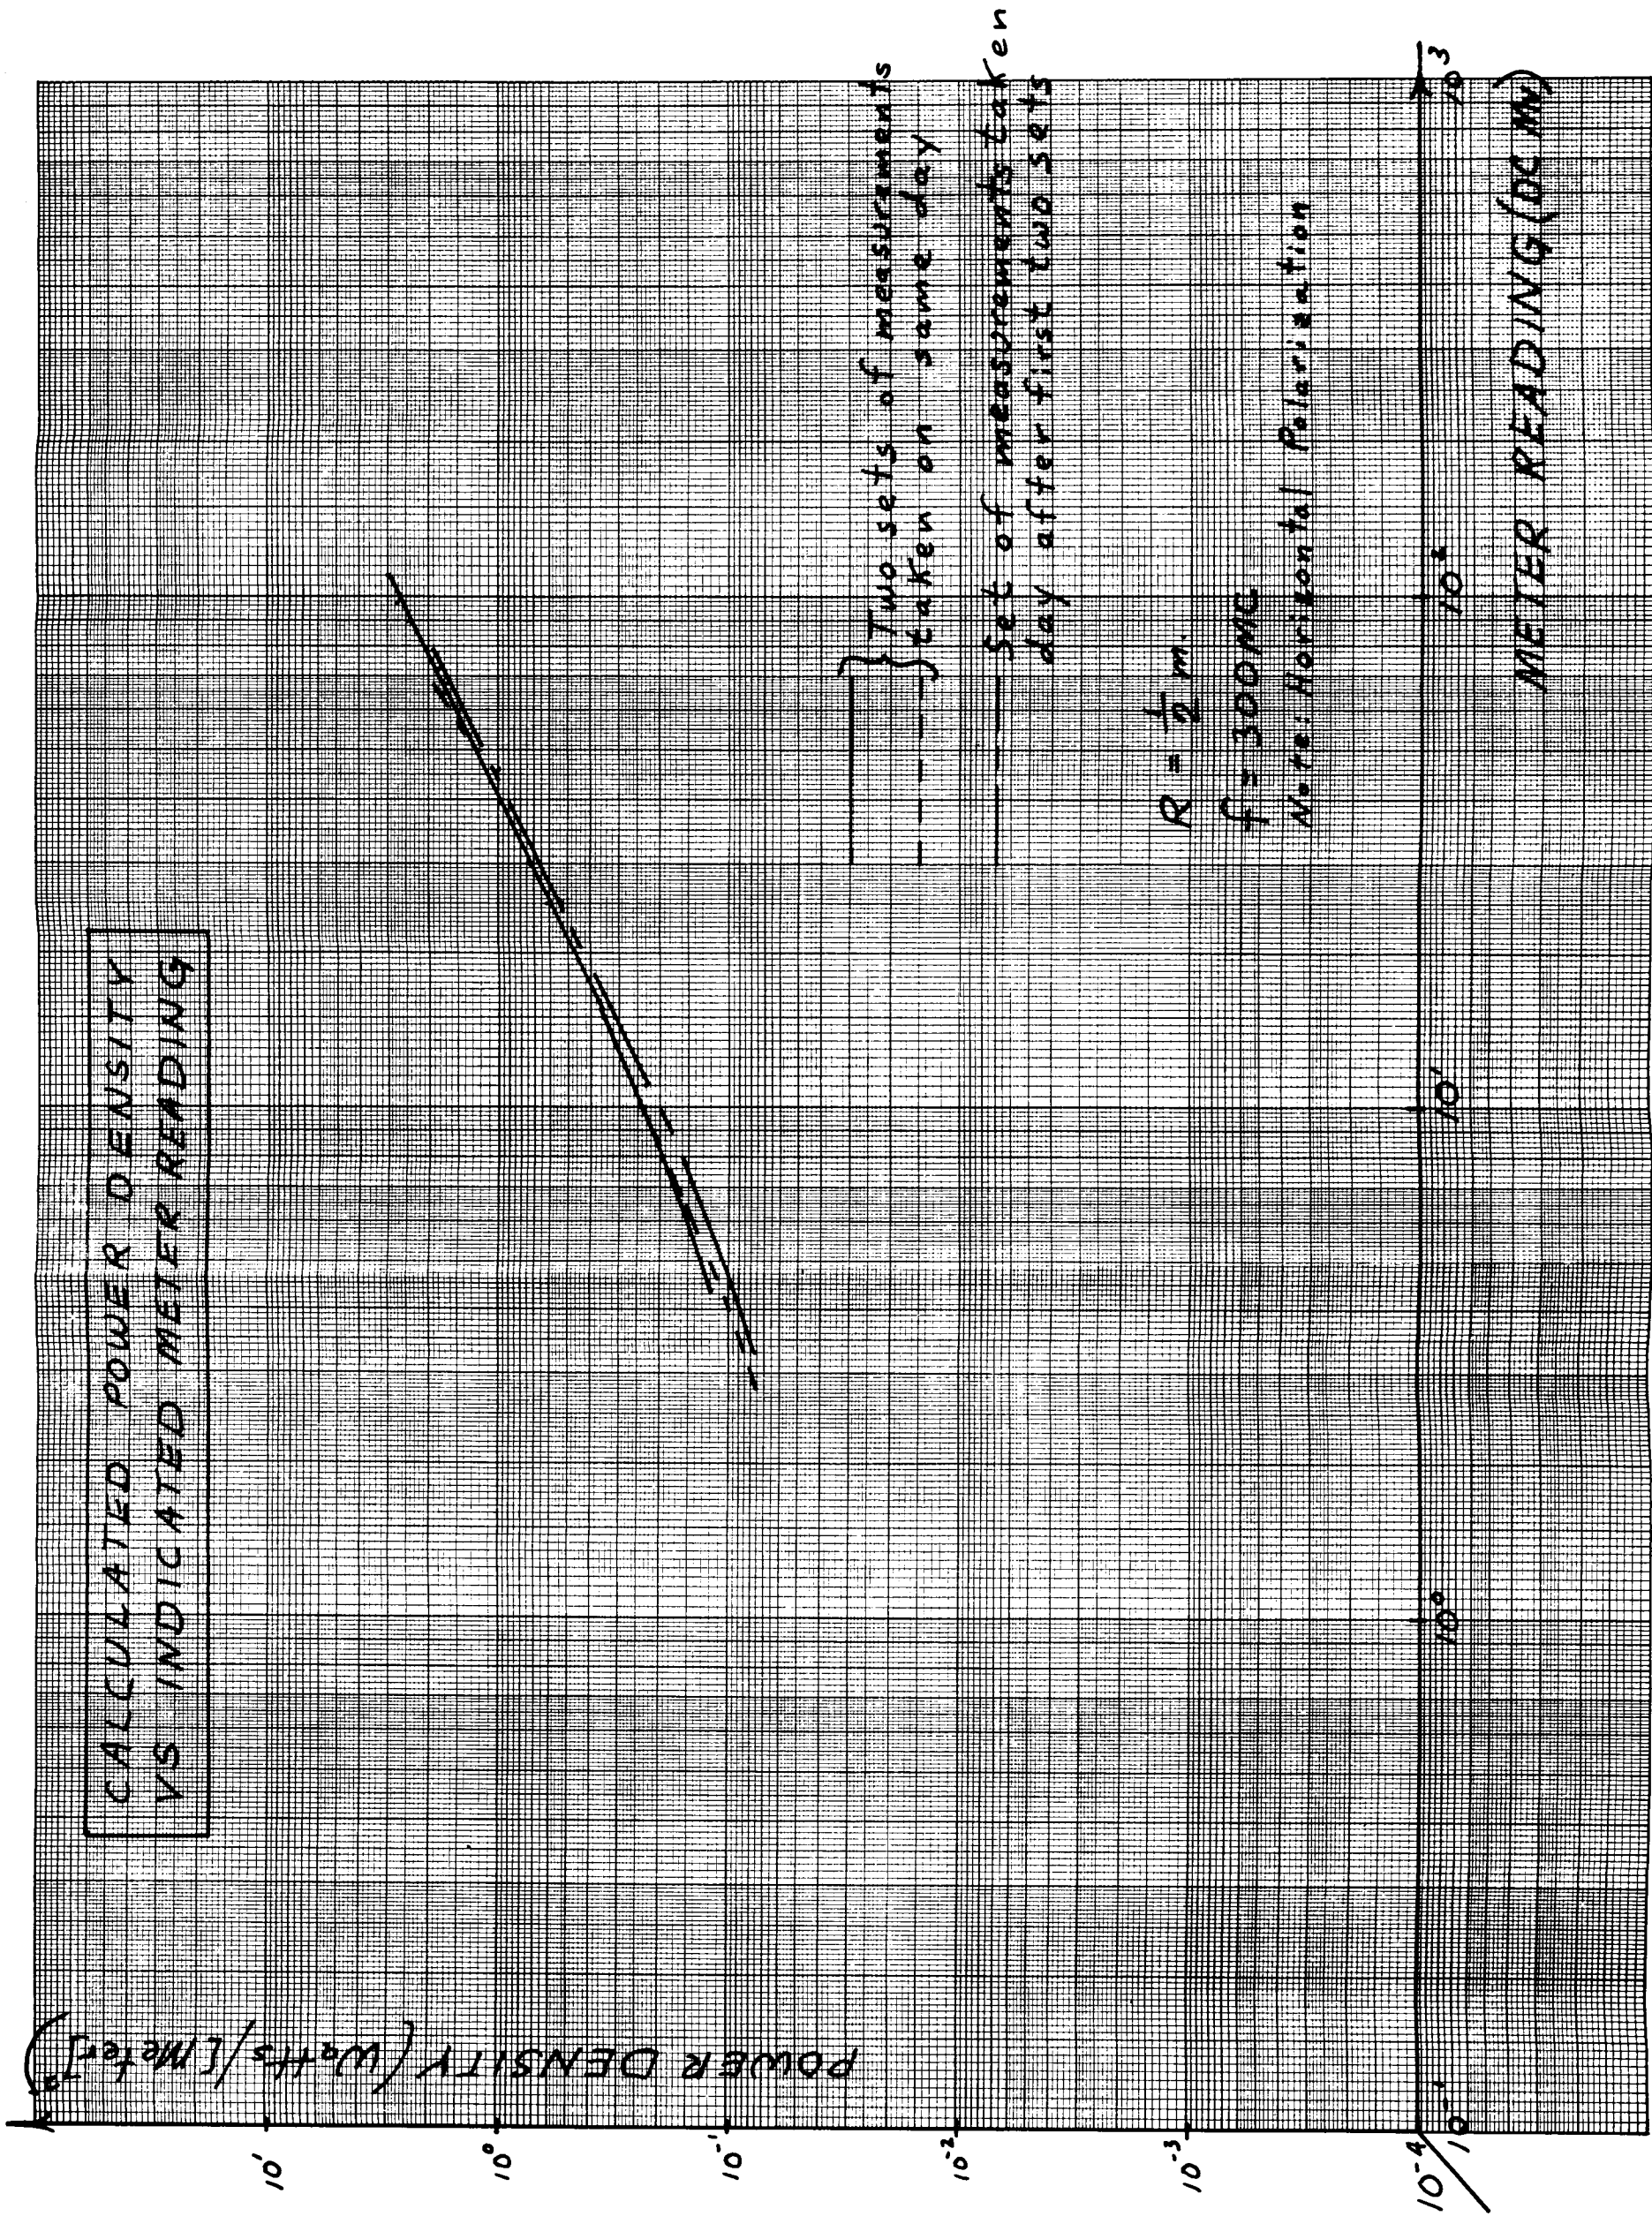 CALCULATED POWER DENSITY
VS INDICATED METER READING
POWER DENSITY (Watts/[Meter]²)
10¹
10⁰
10⁻¹
10⁻²
10⁻³
10⁻⁴
Two sets of measurements
taken on same day
Set of measurements taken
day after first two sets
R = 1/2 m.
f = 300MC
Note: Horizontal Polarization
10⁻¹
10⁰
10¹
10²
10³
METER READING (DC MV)